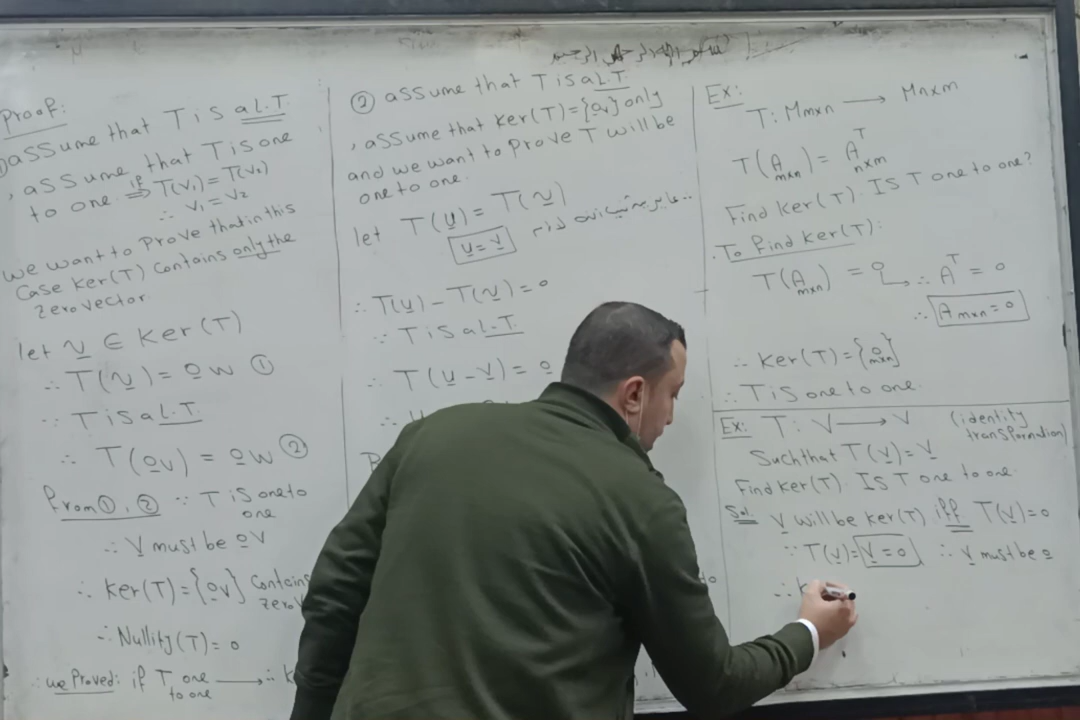 Proof:
① assume that T is a L.T
, assume that T is one
to one if ⇒ T(v₁) = T(v₂)
∴ v₁ = v₂
we want to prove that in this
Case Ker(T) Contains only the
zero vector.
let v ∈ Ker(T)
∴ T(v) = 0w ①
∵ T is a L.T.
∴ T(0v) = 0w ②
From ①, ② ∵ T is one to
one
∴ v must be 0v
∴ Ker(T) = {0v} Contains
zero
∴ Nullity(T) = 0
we Proved: if T one
to one → ∴
② assume that T is a L.T
, assume that Ker(T) = {0v} only
and we want to Prove T will be
one to one.
let T(u) = T(v)
u = v
∴ T(u) - T(v) = 0
∵ T is a L.T.
∴ T(u - v) = 0
Ex:
T: Mmxn → Mnxm
T(Amxn) = Aᵀ nxm
Find Ker(T). Is T one to one?
. To Find Ker(T):
T(Amxn) = 0 ∴ Aᵀ = 0
∴ Amxn = 0
∴ Ker(T) = {0mxn}
∴ T is one to one.
Ex: T: V → V (identity
transformation)
Such that T(v) = v
Find Ker(T). Is T one to one.
Sol. v will be Ker(T) iff T(v) = 0
∵ T(v) = v = 0 ∴ v must be 0
∴ K